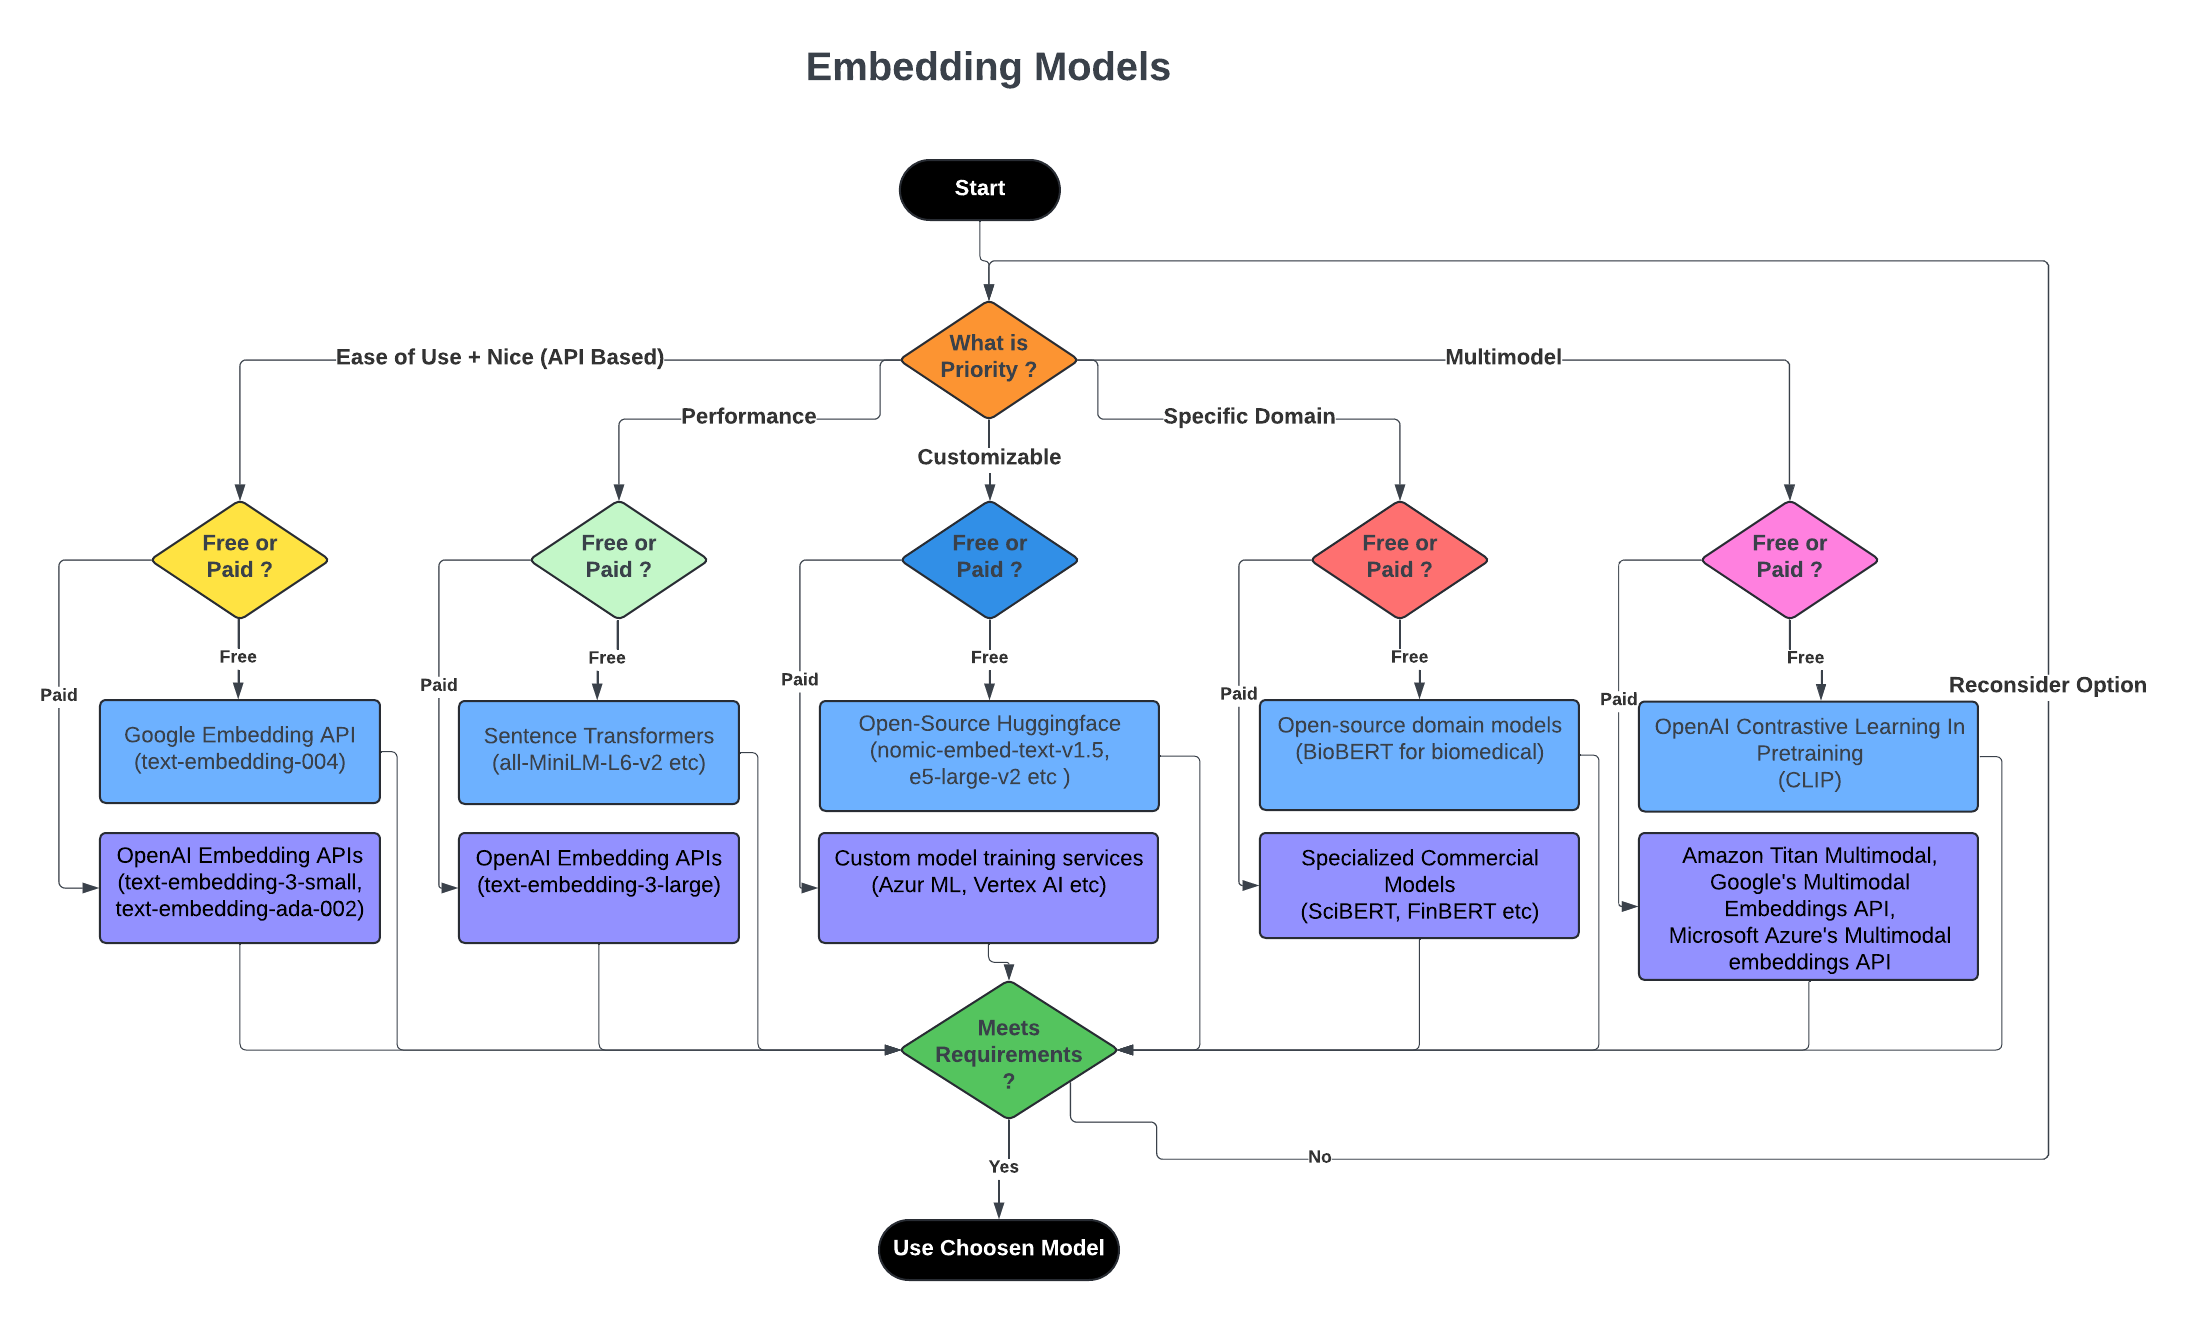 Embedding Models
Start
What is
Priority ?
Ease of Use + Nice (API Based)
Multimodel
Performance
Specific Domain
Customizable
Free or
Paid ?
Free or
Paid ?
Free or
Paid ?
Free or
Paid ?
Free or
Paid ?
Free
Free
Free
Free
Free
Paid
Paid
Paid
Paid
Paid
Reconsider Option
Google Embedding API
(text-embedding-004)
Sentence Transformers
(all-MiniLM-L6-v2 etc)
Open-Source Huggingface
(nomic-embed-text-v1.5,
e5-large-v2 etc )
Open-source domain models
(BioBERT for biomedical)
OpenAI Contrastive Learning In
Pretraining
(CLIP)
OpenAI Embedding APIs
(text-embedding-3-small,
text-embedding-ada-002)
OpenAI Embedding APIs
(text-embedding-3-large)
Custom model training services
(Azur ML, Vertex AI etc)
Specialized Commercial
Models
(SciBERT, FinBERT etc)
Amazon Titan Multimodal,
Google's Multimodal
Embeddings API,
Microsoft Azure's Multimodal
embeddings API
Meets
Requirements
?
No
Yes
Use Choosen Model